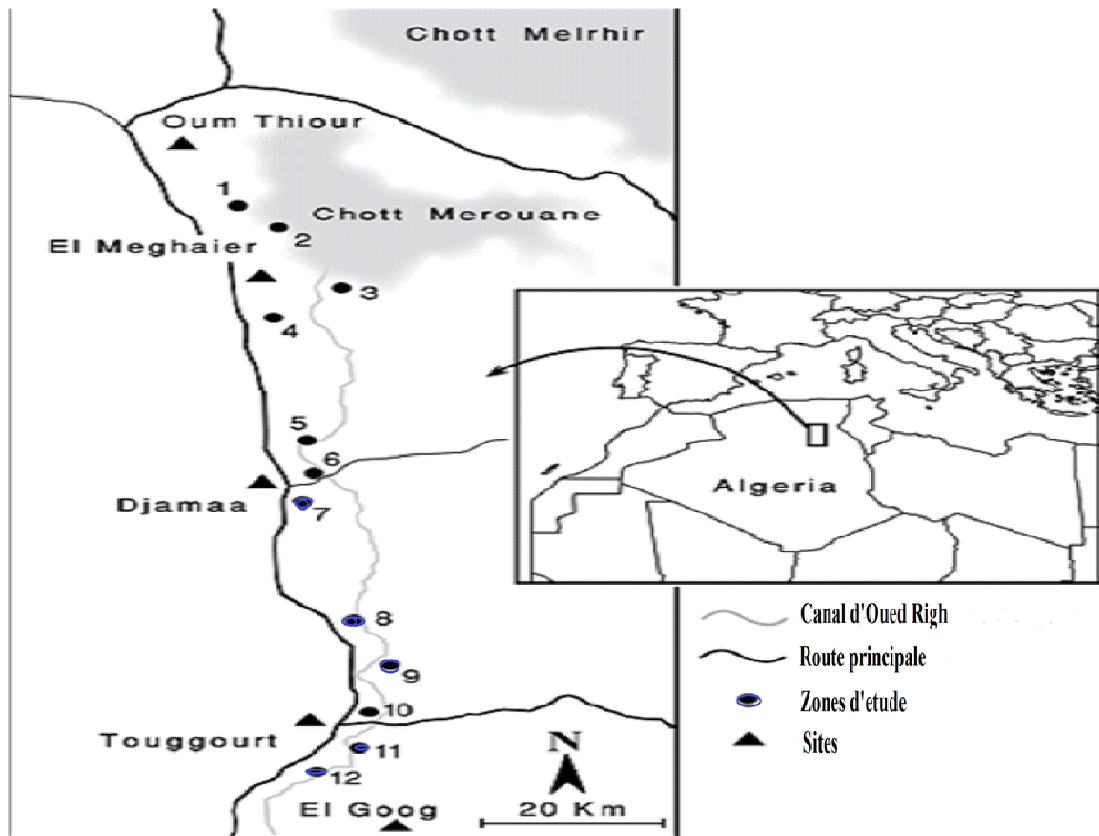 Chott Melrhir
Oum Thiour
1
Chott Merouane
2
El Meghaier
3
4
5
6
Djamaa
7
8
9
10
Touggourt
11
12
El Goog
N
20 Km
Algeria
Canal d'Oued Righ
Route principale
Zones d'etude
Sites